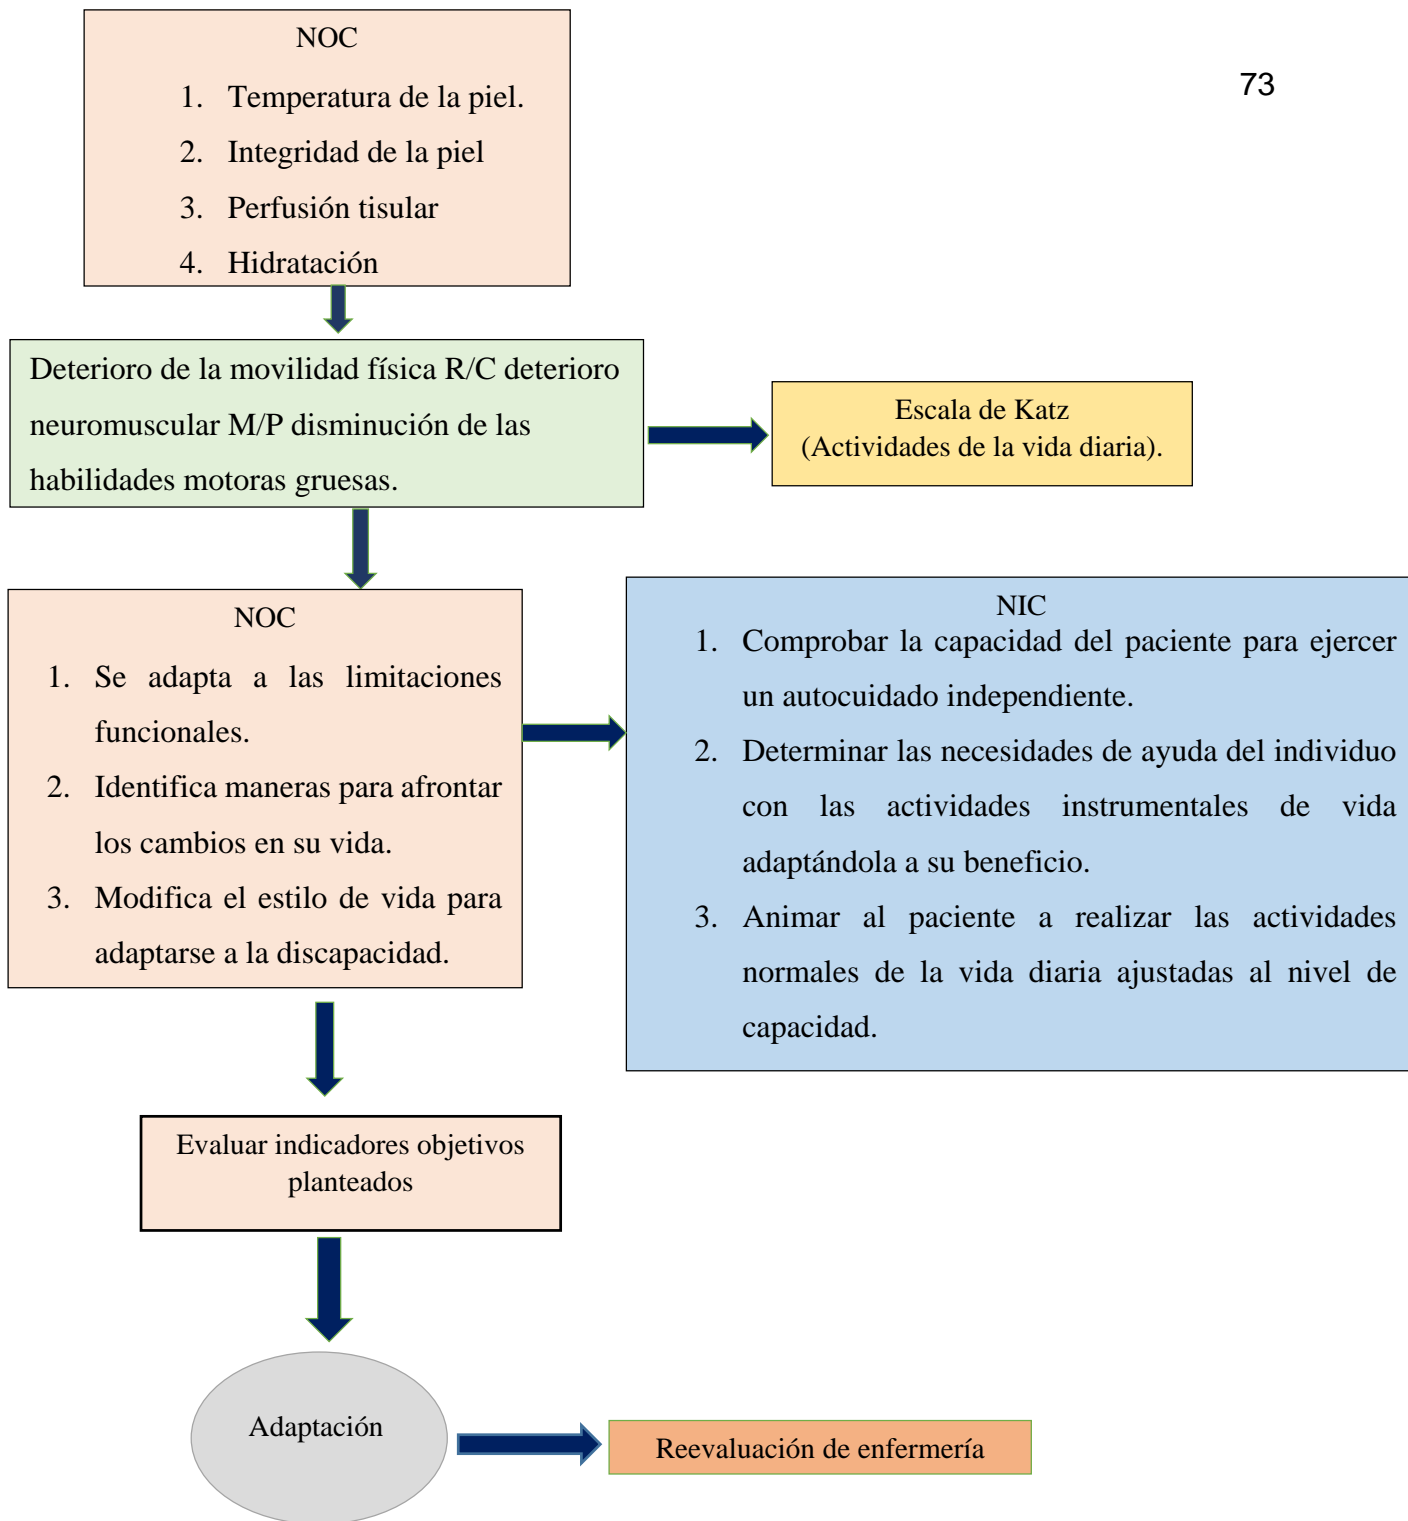 73
NOC
1. Temperatura de la piel.
2. Integridad de la piel
3. Perfusión tisular
4. Hidratación
Deterioro de la movilidad física R/C deterioro
neuromuscular M/P disminución de las
habilidades motoras gruesas.
Escala de Katz
(Actividades de la vida diaria).
NOC
1. Se adapta a las limitaciones
funcionales.
2. Identifica maneras para afrontar
los cambios en su vida.
3. Modifica el estilo de vida para
adaptarse a la discapacidad.
NIC
1. Comprobar la capacidad del paciente para ejercer
un autocuidado independiente.
2. Determinar las necesidades de ayuda del individuo
con las actividades instrumentales de vida
adaptándola a su beneficio.
3. Animar al paciente a realizar las actividades
normales de la vida diaria ajustadas al nivel de
capacidad.
Evaluar indicadores objetivos
planteados
Adaptación
Reevaluación de enfermería